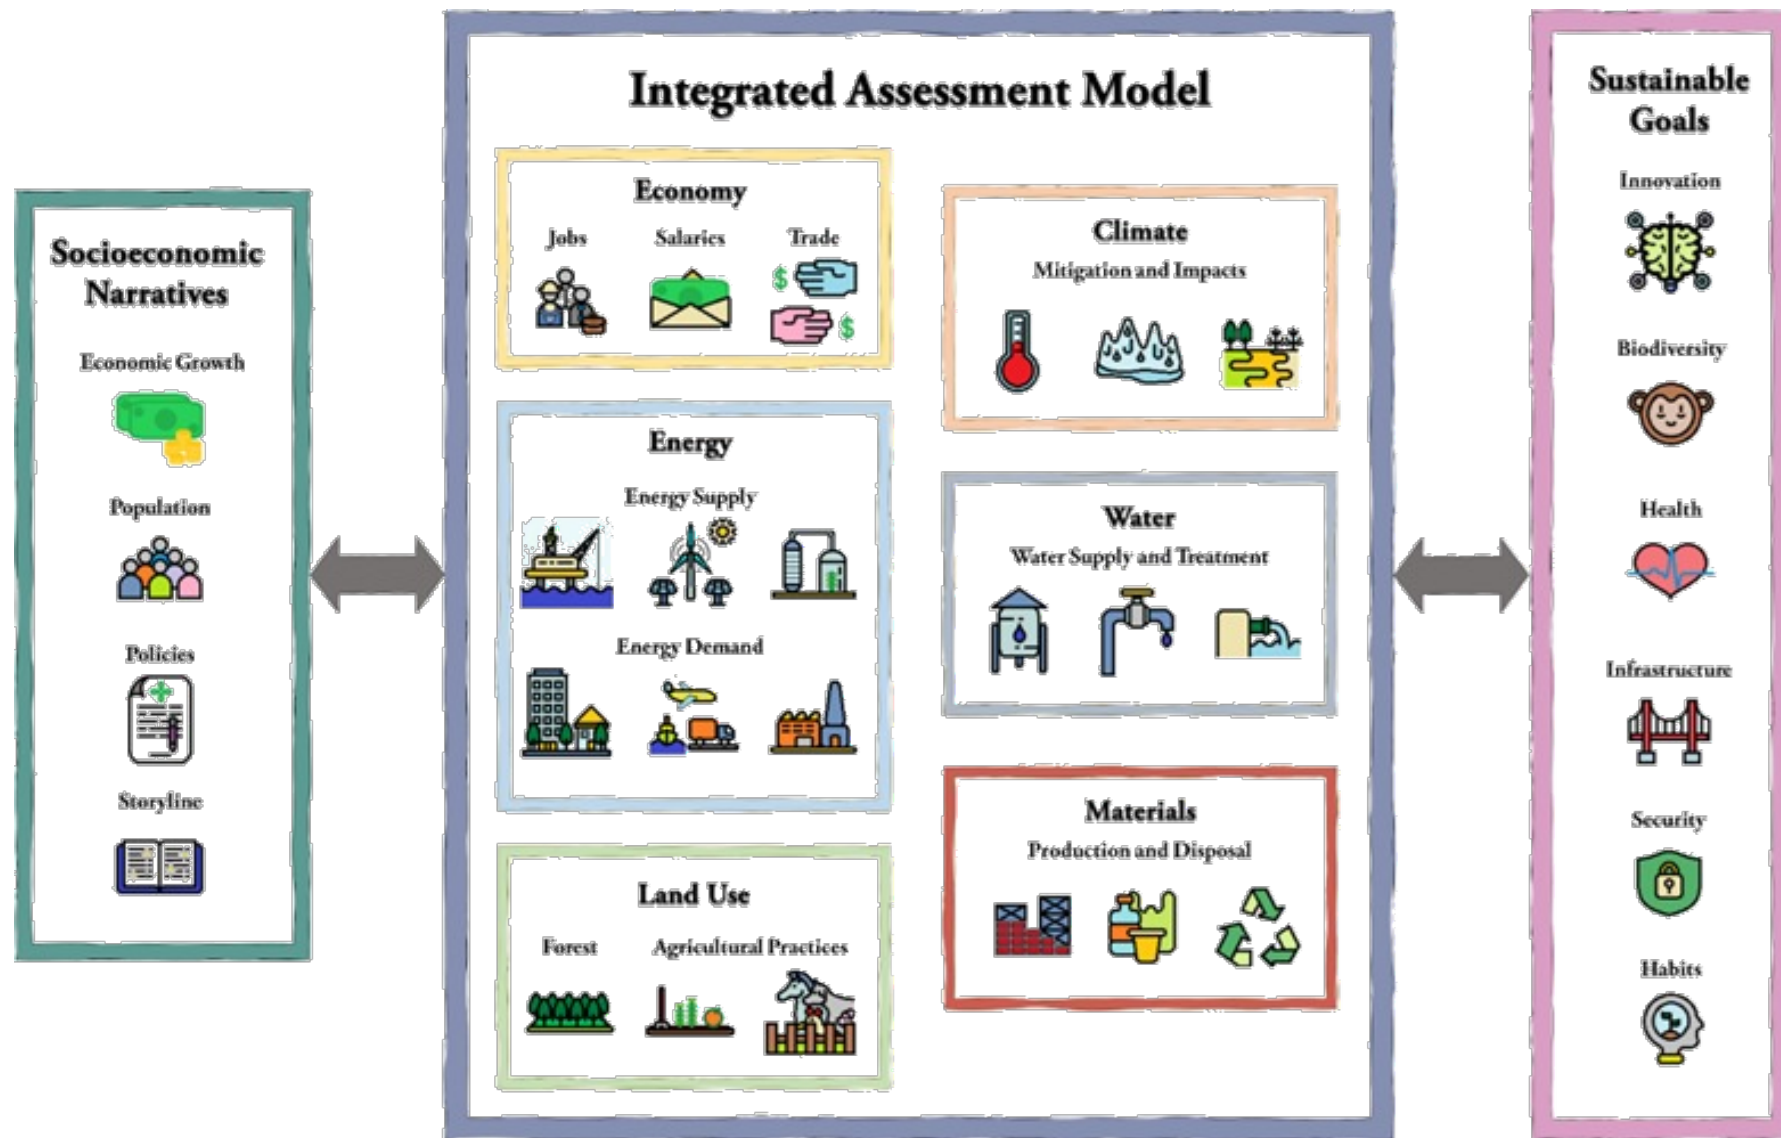 Socioeconomic
Narratives
Economic Growth
Population
Policies
Storyline
Integrated Assessment Model
Economy
Jobs Salaries Trade
Energy
Energy Supply
Energy Demand
Land Use
Forest Agricultural Practices
Climate
Mitigation and Impacts
Water
Water Supply and Treatment
Materials
Production and Disposal
Sustainable
Goals
Innovation
Biodiversity
Health
Infrastructure
Security
Habits